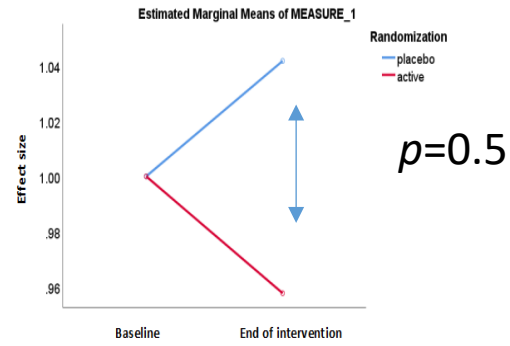 Estimated Marginal Means of MEASURE_1
Randomization
placebo
active
1.04
1.02
1.00
.98
.96
Effect size
p=0.5
Baseline
End of intervention